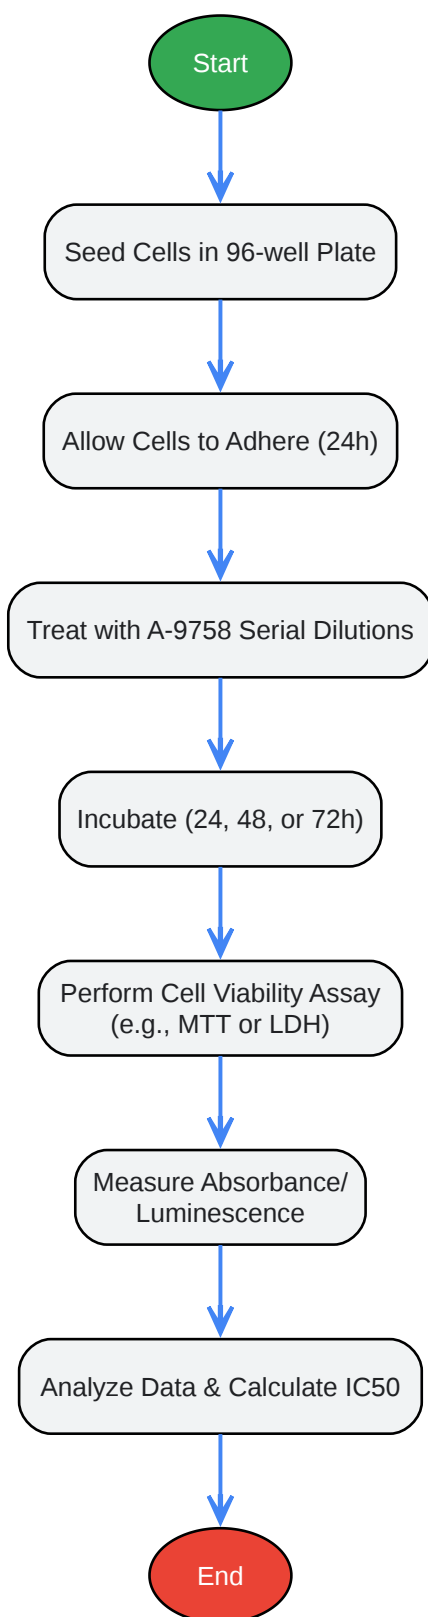 Start
Seed Cells in 96-well Plate
Allow Cells to Adhere (24h)
Treat with A-9758 Serial Dilutions
Incubate (24, 48, or 72h)
Perform Cell Viability Assay
(e.g., MTT or LDH)
Measure Absorbance/
Luminescence
Analyze Data & Calculate IC50
End